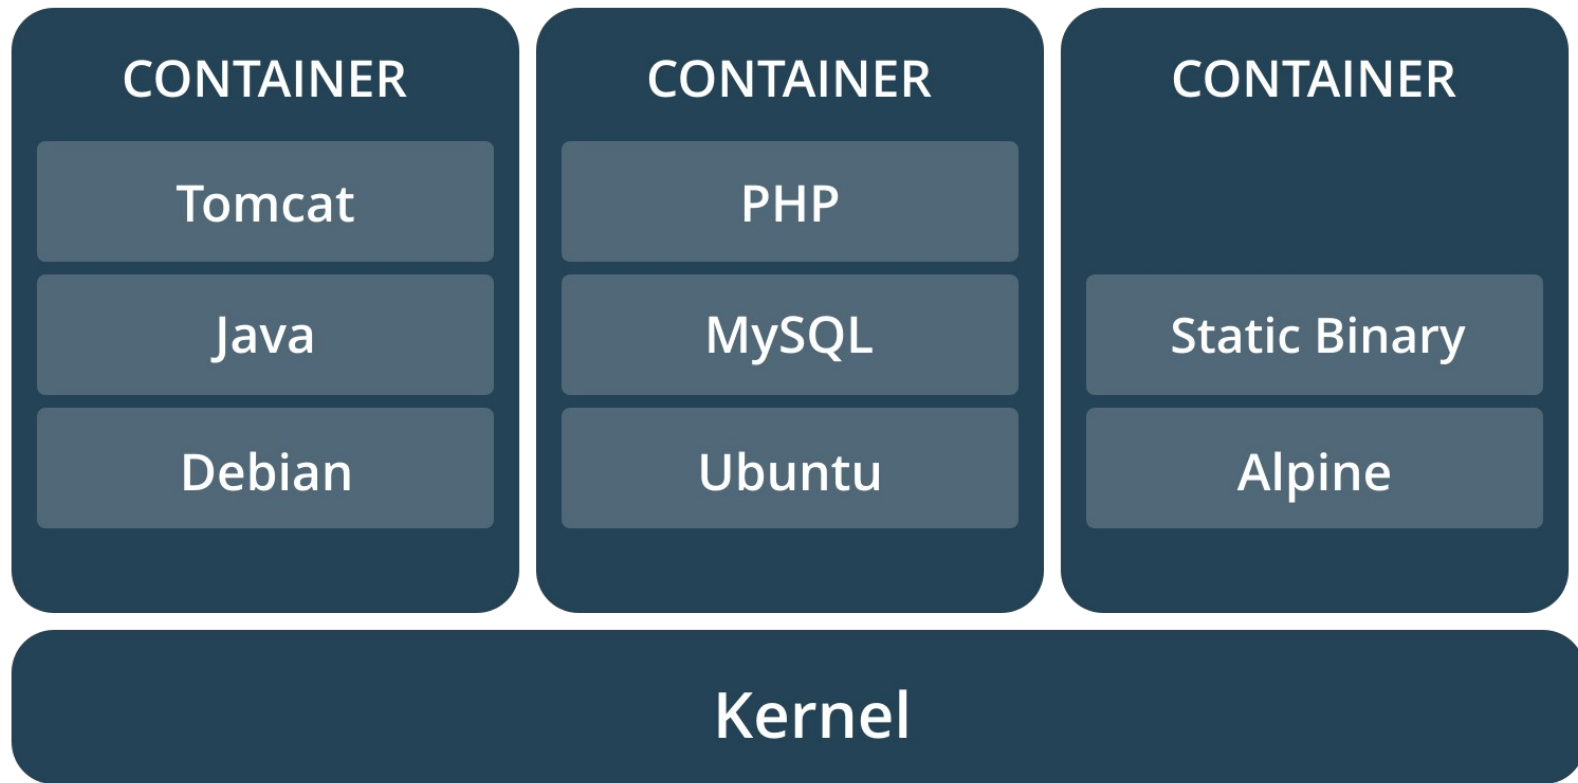 CONTAINER
Tomcat
Java
Debian
CONTAINER
PHP
MySQL
Ubuntu
CONTAINER
Static Binary
Alpine
Kernel